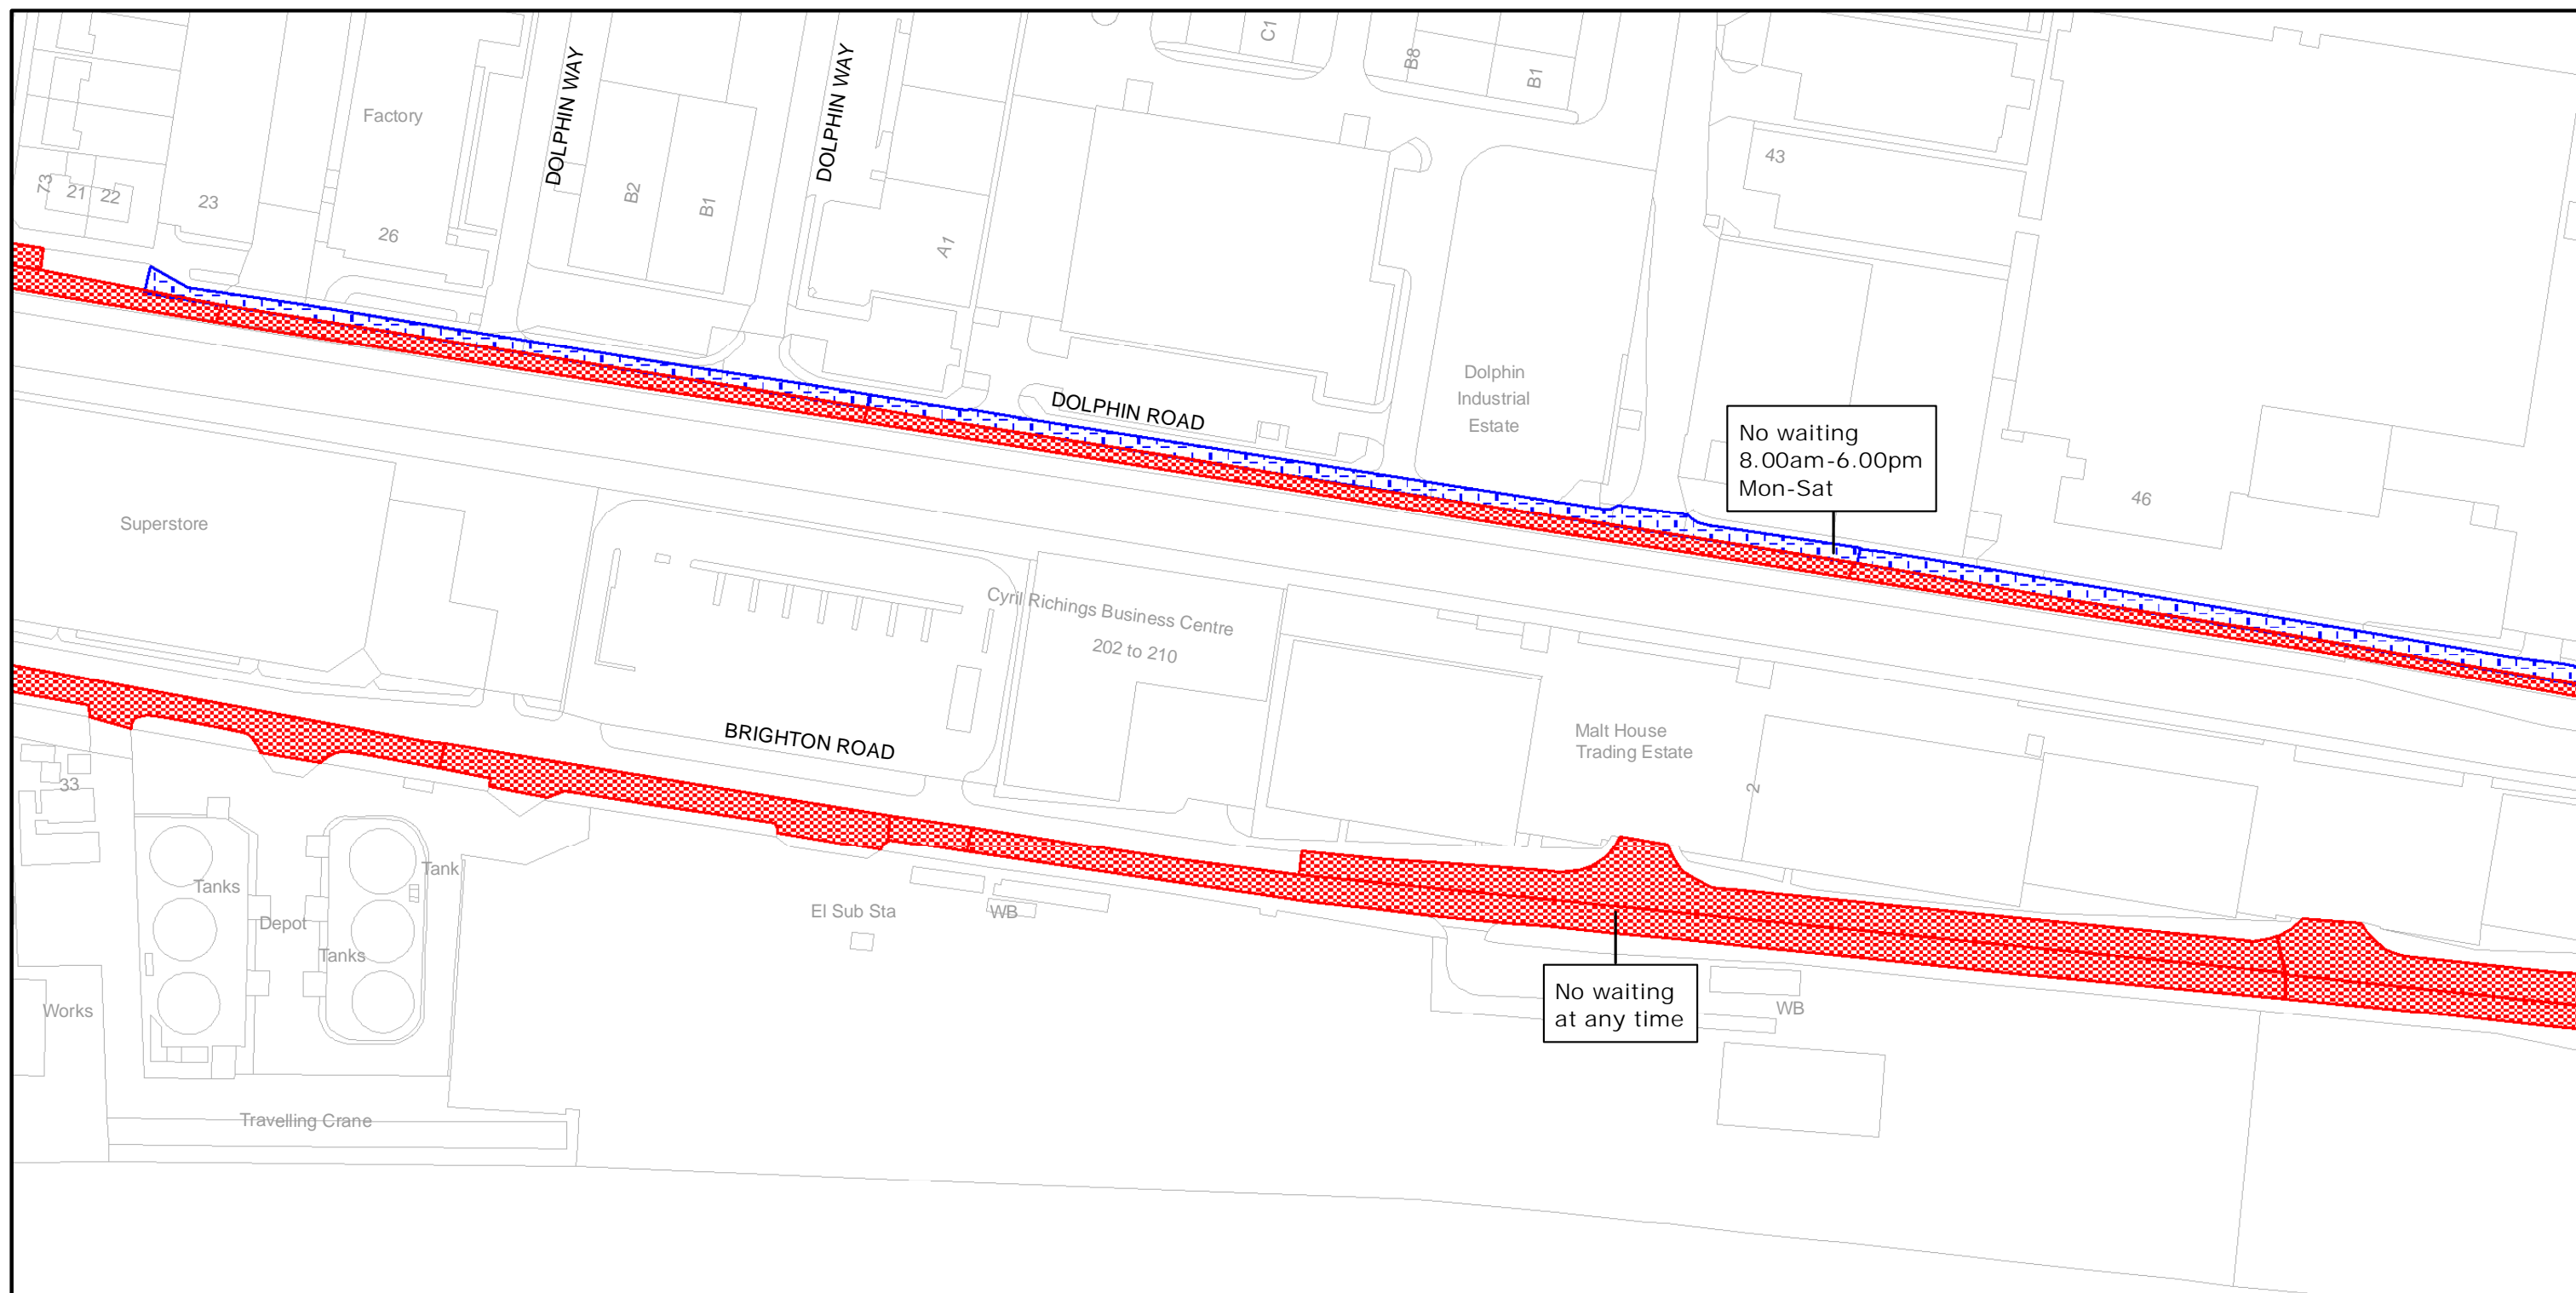 C1
B8
B1
DOLPHIN WAY
DOLPHIN WAY
Factory
43
73
21
22
23
B2
B1
26
A1
Dolphin
Industrial
Estate
DOLPHIN ROAD
No waiting
8.00am-6.00pm
Mon-Sat
46
Superstore
Cyril Richings Business Centre
202 to 210
BRIGHTON ROAD
Malt House
Trading Estate
2
33
Tank
Tanks
El Sub Sta
WB
Depot
Tanks
No waiting
at any time
WB
Works
Travelling Crane